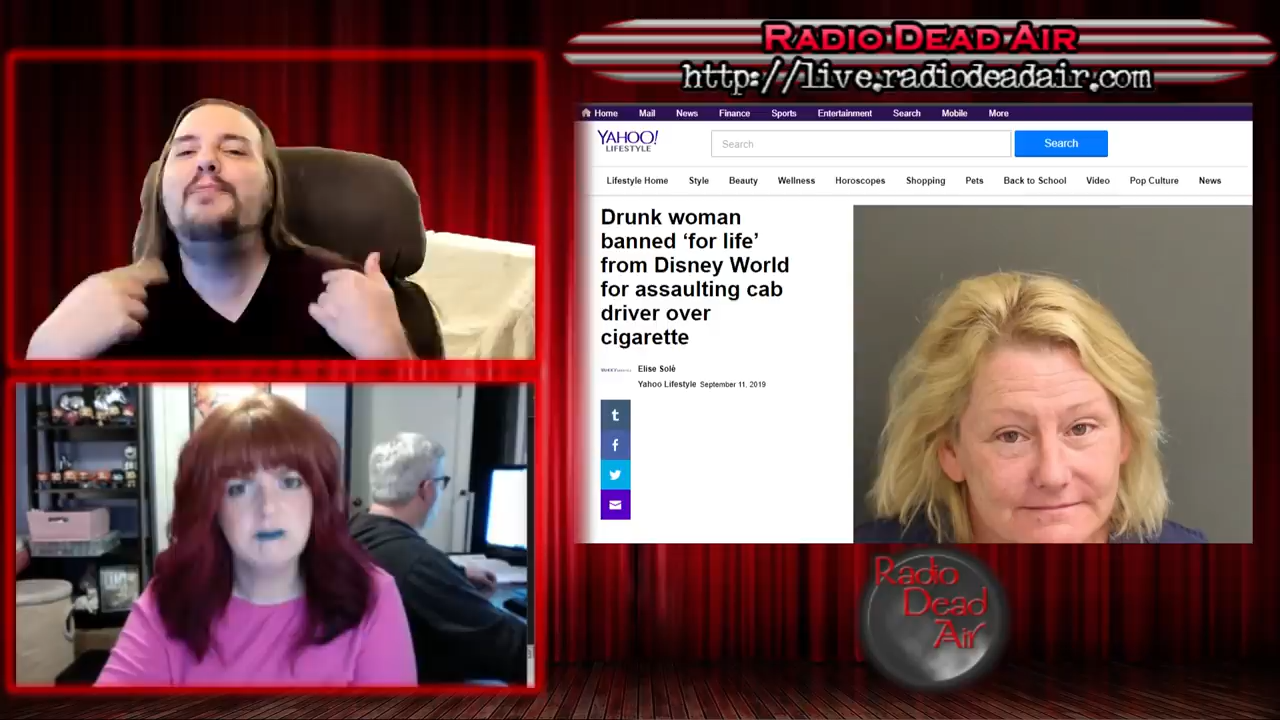 RADIO DEAD AIR
http://live.radiodeadair.com
Home Mail News Finance Sports Entertainment Search Mobile More
YAHOO!
LIFESTYLE
Search
Search
Lifestyle Home Style Beauty Wellness Horoscopes Shopping Pets Back to School Video Pop Culture News
Drunk woman
banned ‘for life’
from Disney World
for assaulting cab
driver over
cigarette
Elise Solé
Yahoo Lifestyle September 11, 2019
t
f
Radio
Dead
Air